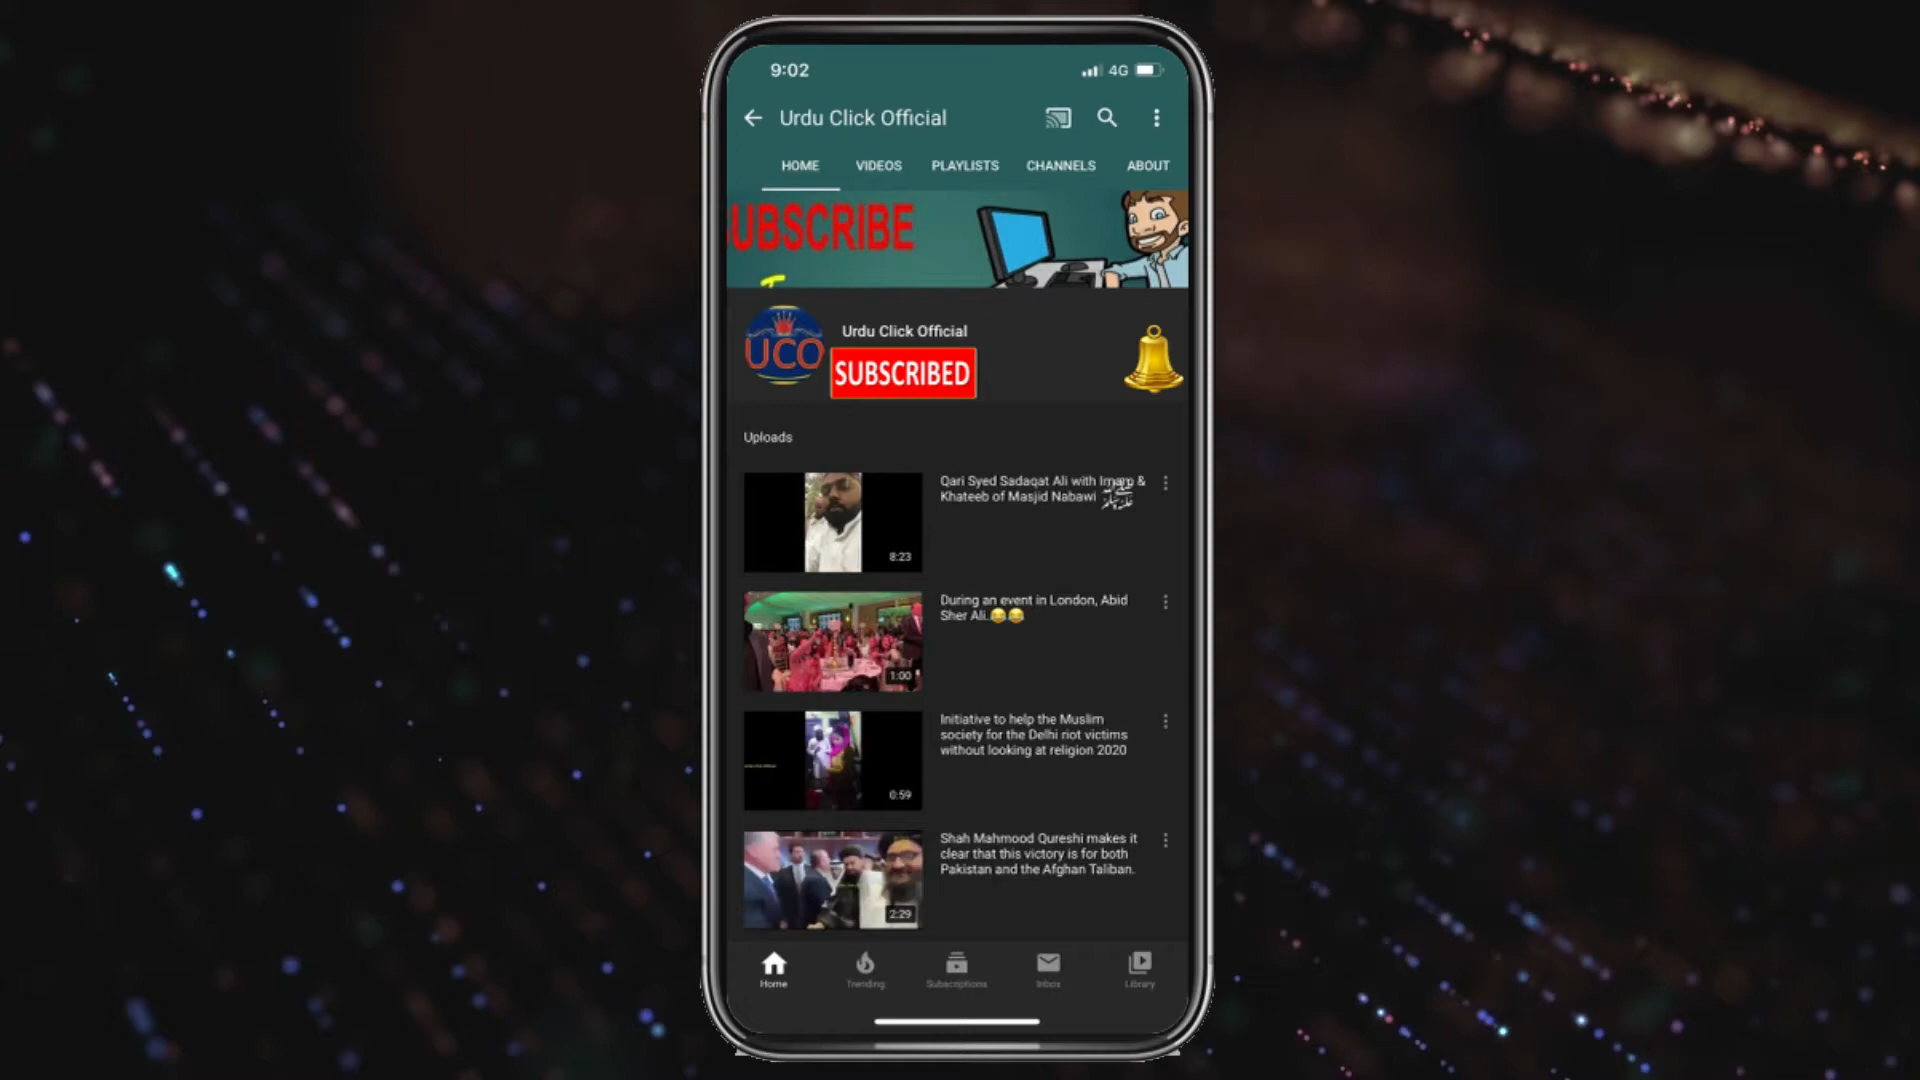 9:02
4G
Urdu Click Official
HOME VIDEOS PLAYLISTS CHANNELS ABOUT
UBSCRIBE
UCO
Urdu Click Official
SUBSCRIBED
Uploads
Qari Syed Sadaqat Ali with Imam &
Khateeb of Masjid Nabawi ﷺ
8:23
During an event in London, Abid
Sher Ali.😂😂
1:00
Initiative to help the Muslim
society for the Delhi riot victims
without looking at religion 2020
0:59
Shah Mahmood Qureshi makes it
clear that this victory is for both
Pakistan and the Afghan Taliban.
2:29
Home Trending Subscriptions Inbox Library